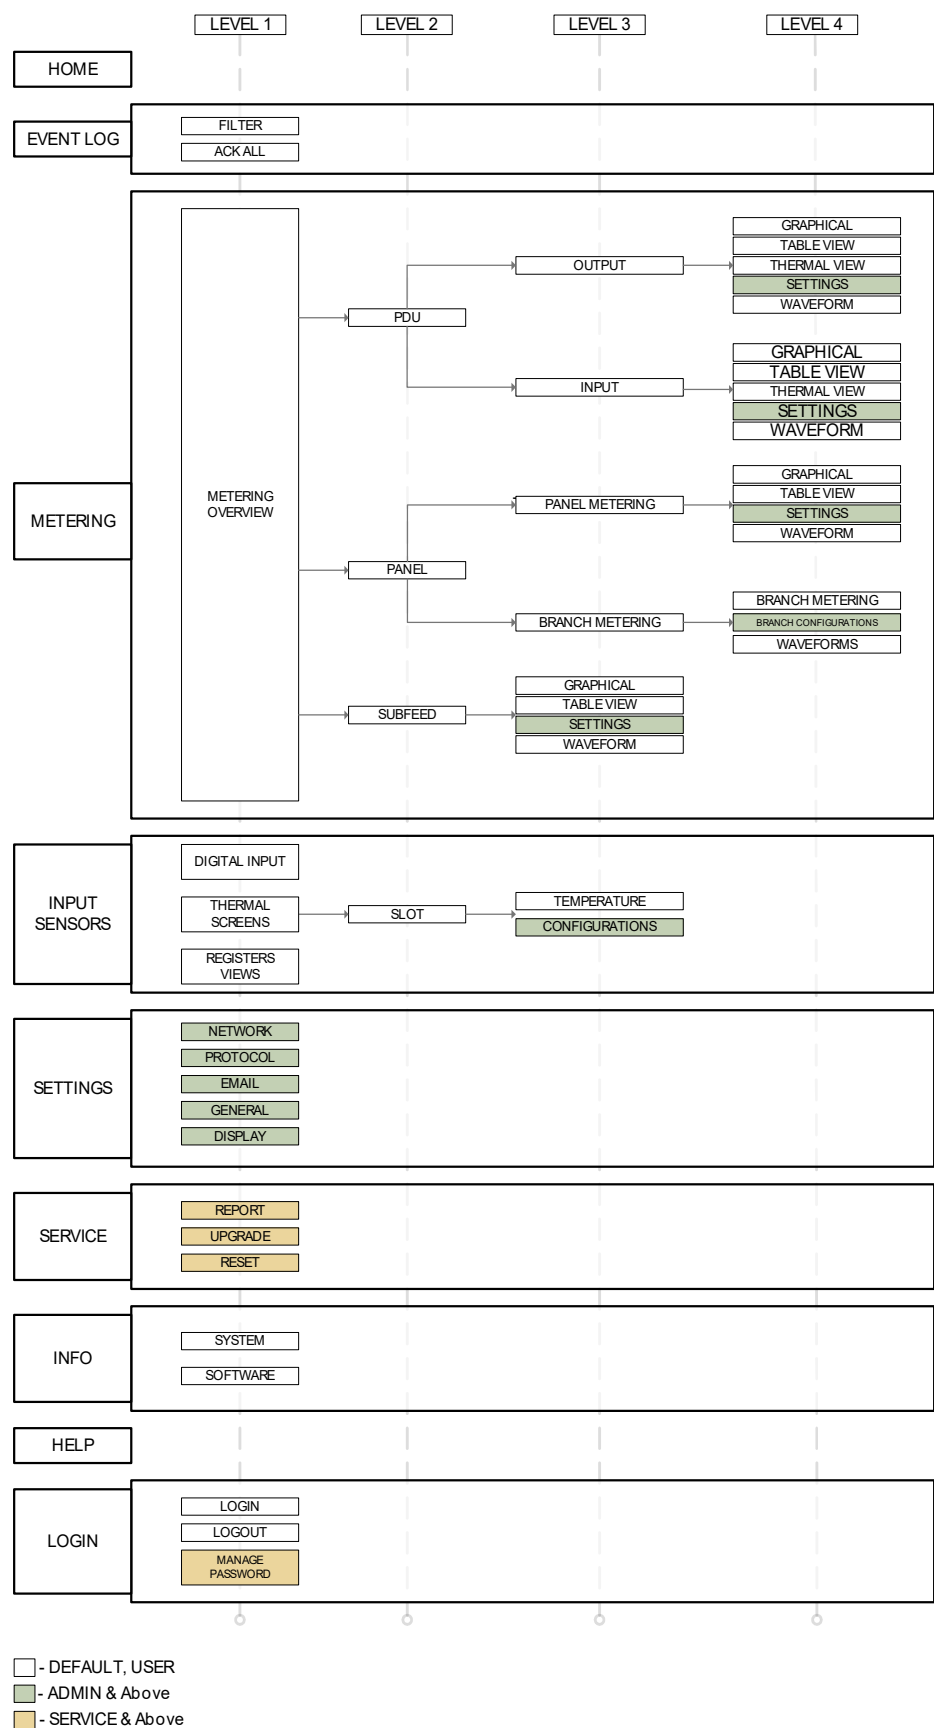 LEVEL 1
LEVEL 2
LEVEL 3
LEVEL 4
HOME
EVENT LOG
FILTER
ACK ALL
METERING
METERING
OVERVIEW
PDU
OUTPUT
GRAPHICAL
TABLE VIEW
THERMAL VIEW
SETTINGS
WAVEFORM
INPUT
GRAPHICAL
TABLE VIEW
THERMAL VIEW
SETTINGS
WAVEFORM
PANEL
PANEL METERING
GRAPHICAL
TABLE VIEW
SETTINGS
WAVEFORM
BRANCH METERING
BRANCH METERING
BRANCH CONFIGURATIONS
WAVEFORMS
SUBFEED
GRAPHICAL
TABLE VIEW
SETTINGS
WAVEFORM
INPUT
SENSORS
DIGITAL INPUT
THERMAL
SCREENS
SLOT
TEMPERATURE
CONFIGURATIONS
REGISTERS
VIEWS
SETTINGS
NETWORK
PROTOCOL
EMAIL
GENERAL
DISPLAY
SERVICE
REPORT
UPGRADE
RESET
INFO
SYSTEM
SOFTWARE
HELP
LOGIN
LOGIN
LOGOUT
MANAGE
PASSWORD
- DEFAULT, USER
- ADMIN & Above
- SERVICE & Above